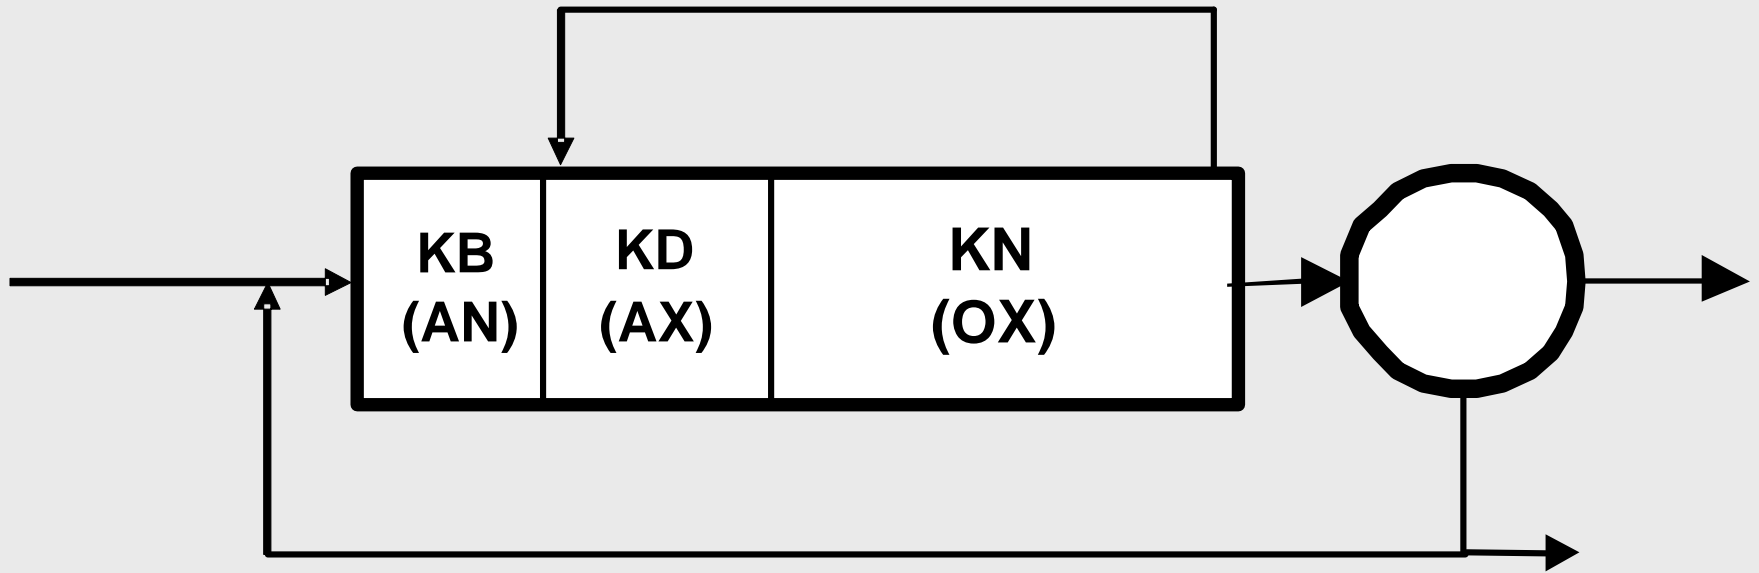 KB
(AN)
KD
(AX)
KN
(OX)